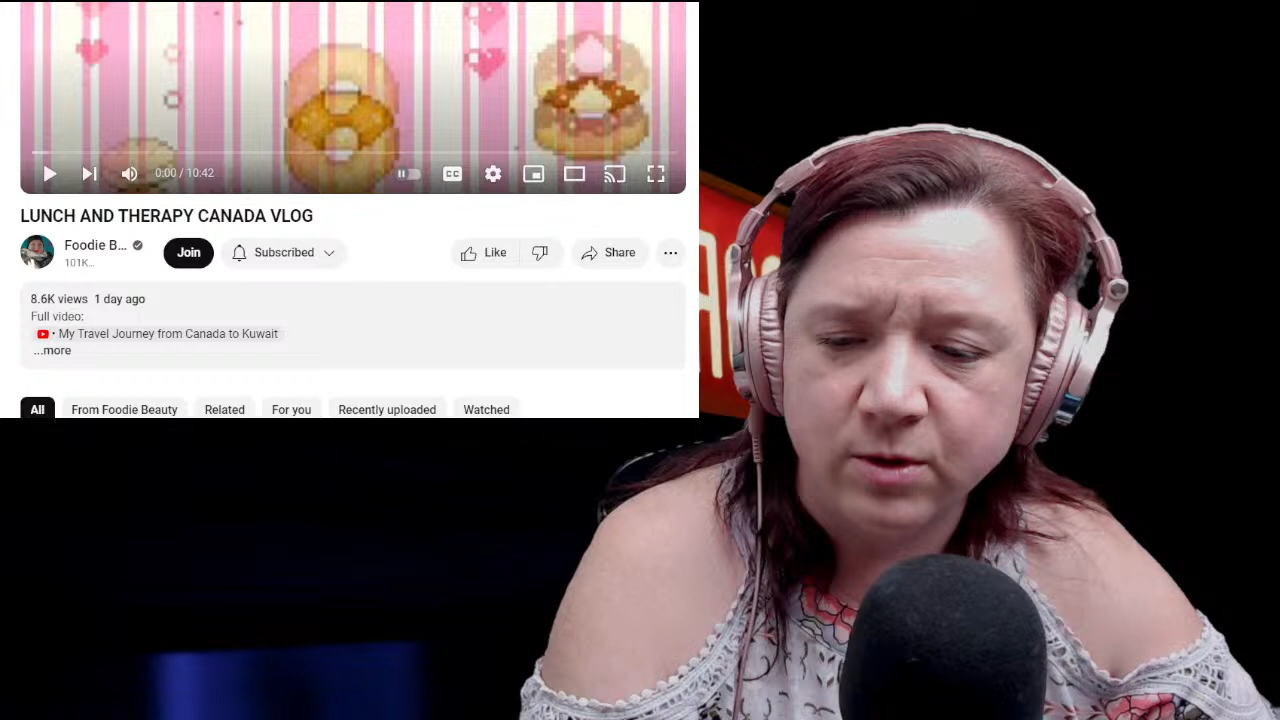 0:00 / 10:42
CC
LUNCH AND THERAPY CANADA VLOG
Foodie B...
101K...
Join
Subscribed
Like
Share
8.6K views 1 day ago
Full video:
• My Travel Journey from Canada to Kuwait
...more
All
From Foodie Beauty
Related
For you
Recently uploaded
Watched